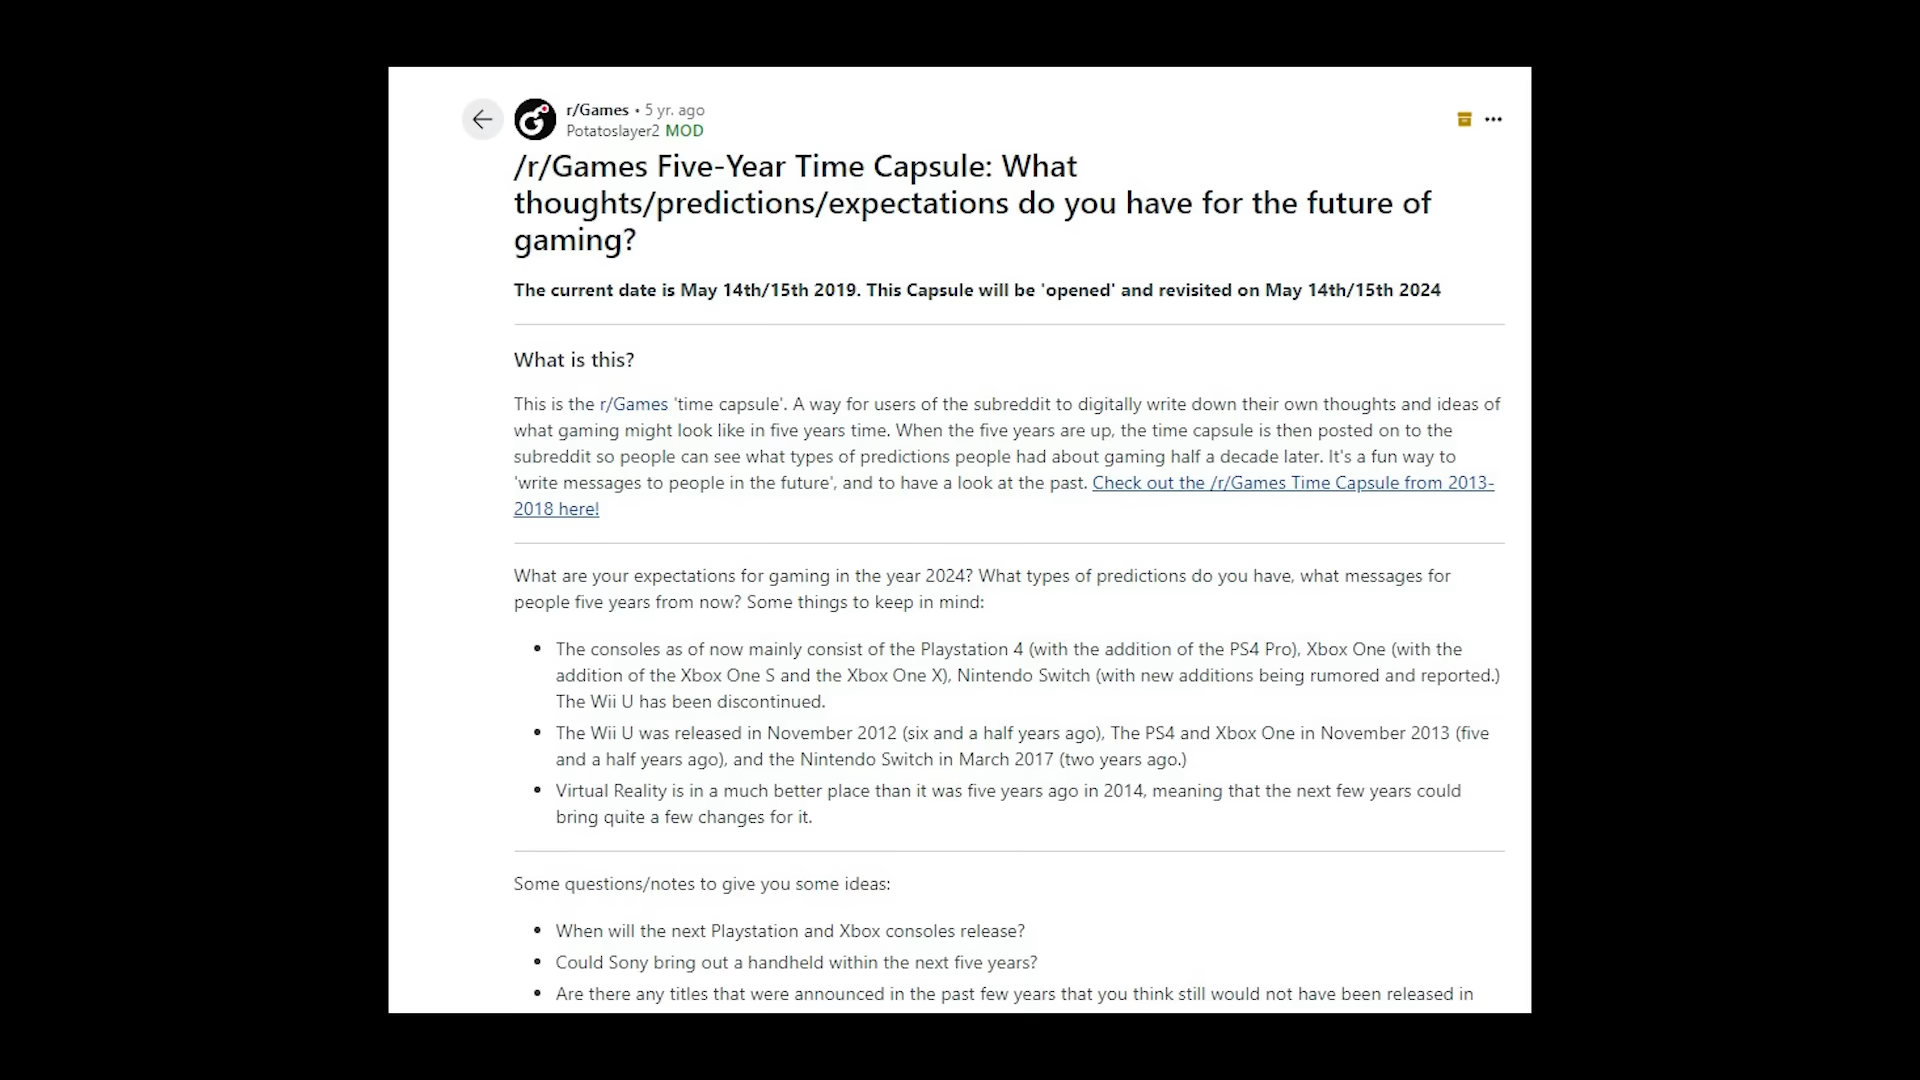 r/Games • 5 yr. ago
Potatoslayer2 MOD
/r/Games Five-Year Time Capsule: What
thoughts/predictions/expectations do you have for the future of
gaming?
The current date is May 14th/15th 2019. This Capsule will be 'opened' and revisited on May 14th/15th 2024
What is this?
This is the r/Games 'time capsule'. A way for users of the subreddit to digitally write down their own thoughts and ideas of
what gaming might look like in five years time. When the five years are up, the time capsule is then posted on to the
subreddit so people can see what types of predictions people had about gaming half a decade later. It's a fun way to
'write messages to people in the future', and to have a look at the past. Check out the /r/Games Time Capsule from 2013-
2018 here!
What are your expectations for gaming in the year 2024? What types of predictions do you have, what messages for
people five years from now? Some things to keep in mind:
• The consoles as of now mainly consist of the Playstation 4 (with the addition of the PS4 Pro), Xbox One (with the
addition of the Xbox One S and the Xbox One X), Nintendo Switch (with new additions being rumored and reported.)
The Wii U has been discontinued.
• The Wii U was released in November 2012 (six and a half years ago), The PS4 and Xbox One in November 2013 (five
and a half years ago), and the Nintendo Switch in March 2017 (two years ago.)
• Virtual Reality is in a much better place than it was five years ago in 2014, meaning that the next few years could
bring quite a few changes for it.
Some questions/notes to give you some ideas:
• When will the next Playstation and Xbox consoles release?
• Could Sony bring out a handheld within the next five years?
• Are there any titles that were announced in the past few years that you think still would not have been released in